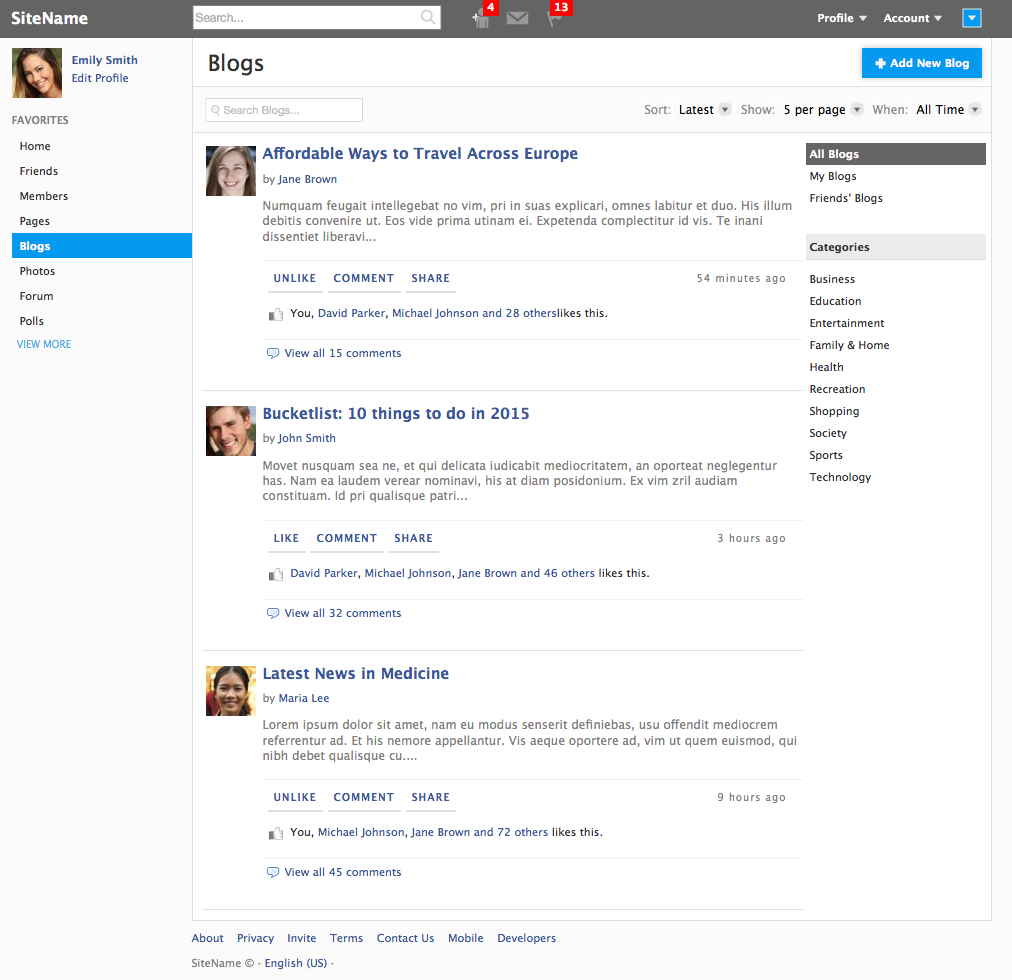 SiteName
Search...
4
13
Profile
Account
Emily Smith
Edit Profile
FAVORITES
Home
Friends
Members
Pages
Blogs
Photos
Forum
Polls
VIEW MORE
Blogs
Add New Blog
Search Blogs...
Sort: Latest Show: 5 per page When: All Time
Affordable Ways to Travel Across Europe
by Jane Brown
Numquam feugait intellegebat no vim, pri in suas explicari, omnes labitur et duo. His illum
debitis convenire ut. Eos vide prima utinam ei. Expetenda complectitur id vis. Te inani
dissentiet liberavi...
UNLIKE COMMENT SHARE 54 minutes ago
You, David Parker, Michael Johnson and 28 otherslikes this.
View all 15 comments
Bucketlist: 10 things to do in 2015
by John Smith
Movet nusquam sea ne, et qui delicata iudicabit mediocritatem, an oporteat neglegentur
has. Nam ea laudem verear nominavi, his at diam posidonium. Ex vim zril audiam
constituam. Id pri qualisque patri...
LIKE COMMENT SHARE 3 hours ago
David Parker, Michael Johnson, Jane Brown and 46 others likes this.
View all 32 comments
Latest News in Medicine
by Maria Lee
Lorem ipsum dolor sit amet, nam eu modus senserit definiebas, usu offendit mediocrem
referrentur ad. Et his nemore appellantur. Vis aeque oportere ad, vim ut quem euismod, qui
nibh debet qualisque cu....
UNLIKE COMMENT SHARE 9 hours ago
You, Michael Johnson, Jane Brown and 72 others likes this.
View all 45 comments
All Blogs
My Blogs
Friends' Blogs
Categories
Business
Education
Entertainment
Family & Home
Health
Recreation
Shopping
Society
Sports
Technology
About Privacy Invite Terms Contact Us Mobile Developers
SiteName © · English (US) ·